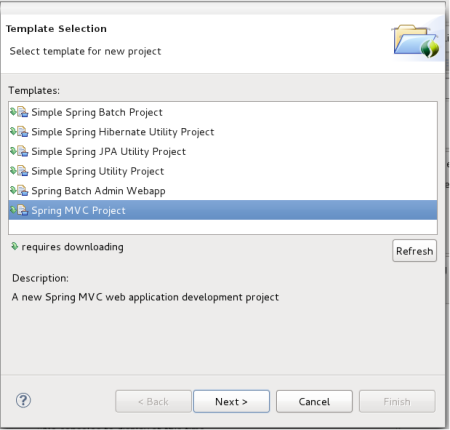 Template Selection
Select template for new project
Templates:
Simple Spring Batch Project
Simple Spring Hibernate Utility Project
Simple Spring JPA Utility Project
Simple Spring Utility Project
Spring Batch Admin Webapp
Spring MVC Project
requires downloading
Refresh
Description:
A new Spring MVC web application development project
?
< Back
Next >
Cancel
Finish